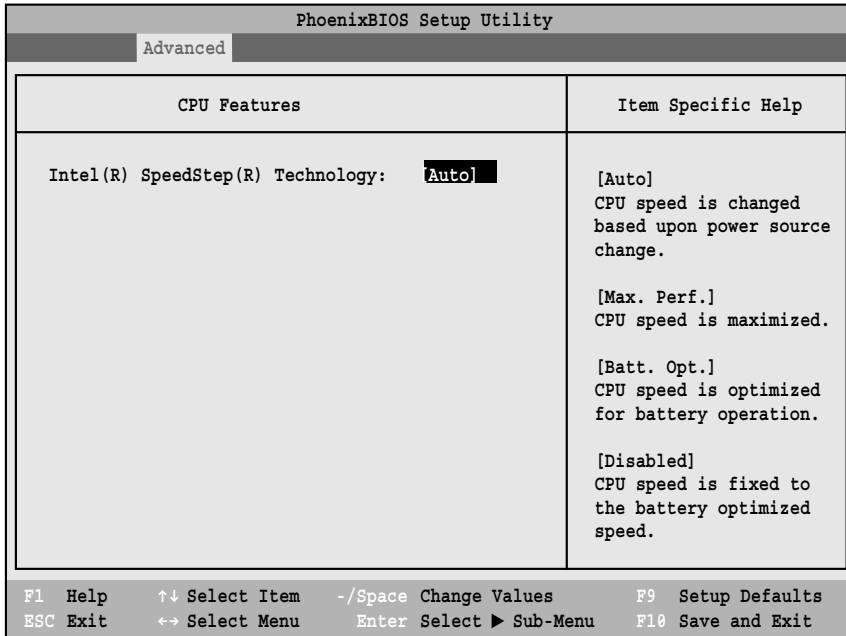 PhoenixBIOS Setup Utility
Advanced
CPU Features
Item Specific Help
Intel(R) SpeedStep(R) Technology: [Auto]
[Auto]
CPU speed is changed
based upon power source
change.
[Max. Perf.]
CPU speed is maximized.
[Batt. Opt.]
CPU speed is optimized
for battery operation.
[Disabled]
CPU speed is fixed to
the battery optimized
speed.
F1 Help ↑↓ Select Item -/Space Change Values F9 Setup Defaults
ESC Exit ←→ Select Menu Enter Select ▶ Sub-Menu F10 Save and Exit